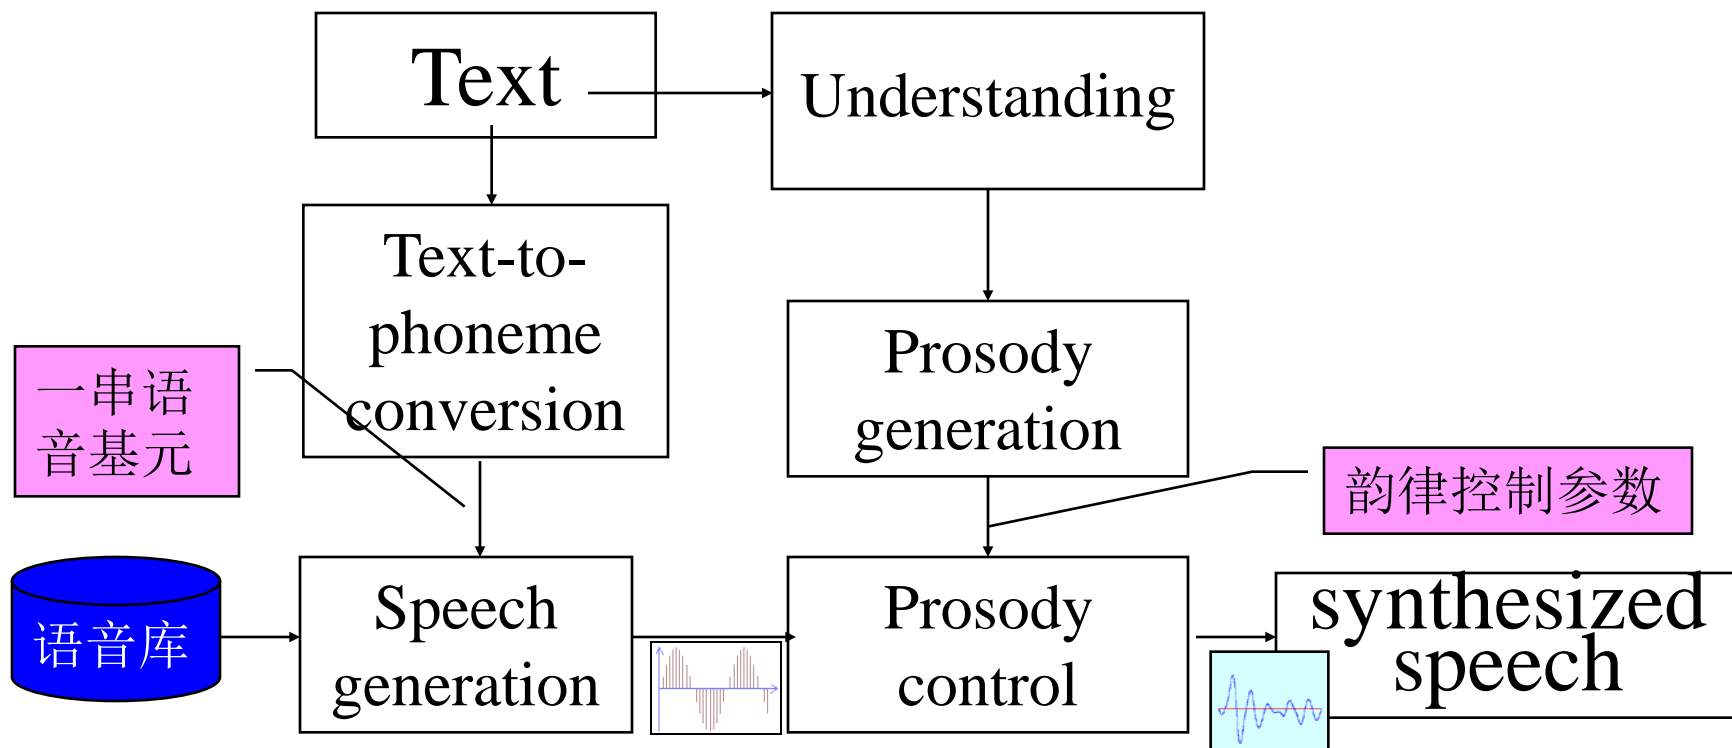 Text
Understanding
Text-to-
phoneme
conversion
Prosody
generation
一串语
音基元
韵律控制参数
语音库
Speech
generation
Prosody
control
synthesized
speech